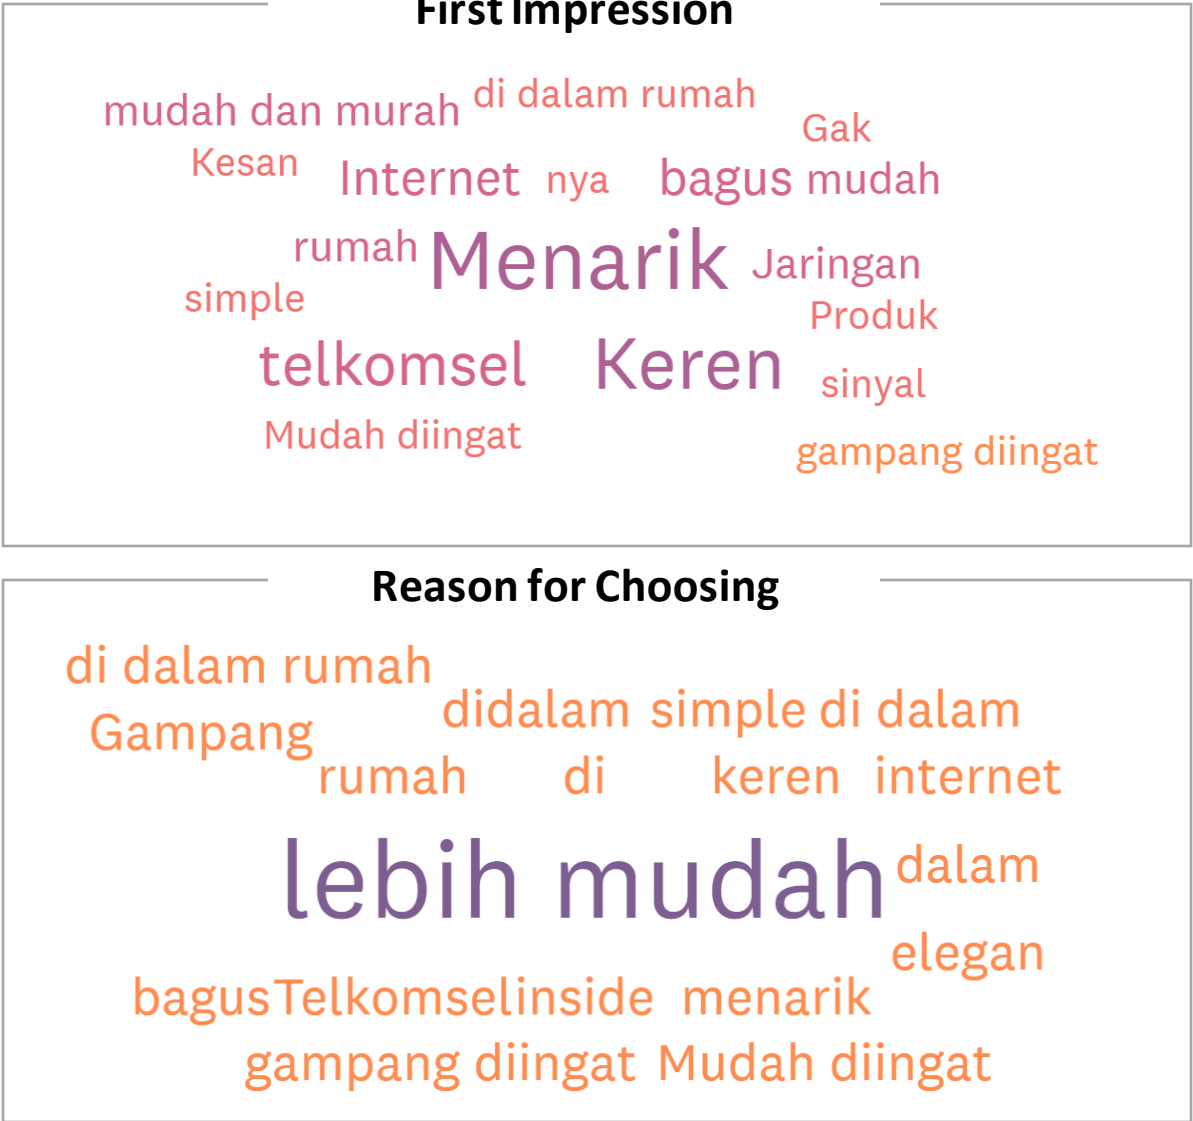 First Impression
mudah dan murah di dalam rumah
Gak
Kesan Internet nya bagus mudah
rumah Menarik Jaringan
simple Produk
telkomsel Keren sinyal
Mudah diingat gampang diingat
Reason for Choosing
di dalam rumah
didalam simple di dalam
Gampang
rumah di keren internet
lebih mudah dalam
elegan
bagus Telkomselinside menarik
gampang diingat Mudah diingat